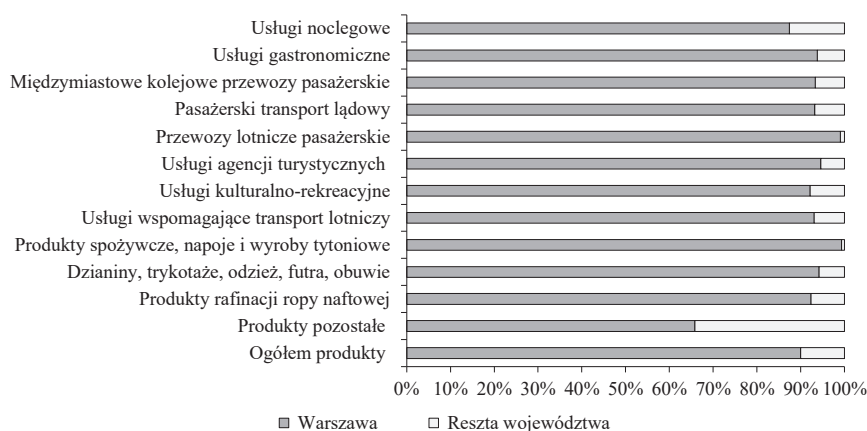 Usługi noclegowe
Usługi gastronomiczne
Międzymiastowe kolejowe przewozy pasażerskie
Pasażerski transport lądowy
Przewozy lotnicze pasażerskie
Usługi agencji turystycznych
Usługi kulturalno-rekreacyjne
Usługi wspomagające transport lotniczy
Produkty spożywcze, napoje i wyroby tytoniowe
Dzianiny, trykotaże, odzież, futra, obuwie
Produkty rafinacji ropy naftowej
Produkty pozostałe
Ogółem produkty
0% 10% 20% 30% 40% 50% 60% 70% 80% 90% 100%
Warszawa Reszta województwa